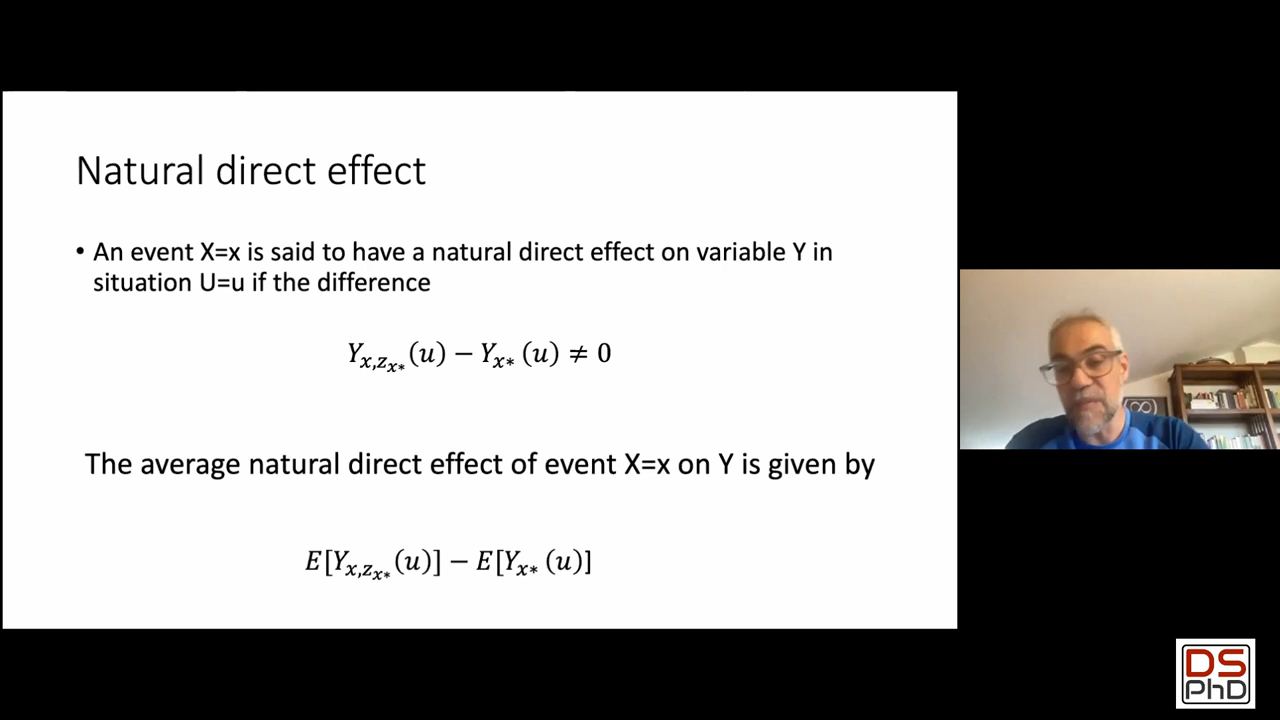 Natural direct effect
• An event X=x is said to have a natural direct effect on variable Y in
situation U=u if the difference
Y_{x,Z_{x*}}(u) − Y_{x*}(u) ≠ 0
The average natural direct effect of event X=x on Y is given by
E[Y_{x,Z_{x*}}(u)] − E[Y_{x*}(u)]
DS
PhD